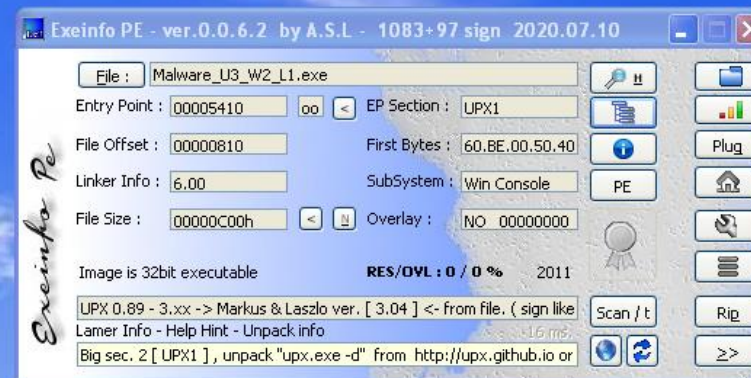 Exeinfo PE - ver.0.0.6.2 by A.S.L - 1083+97 sign 2020.07.10
File : Malware_U3_W2_L1.exe H
Entry Point : 00005410 oo < EP Section : UPX1
File Offset : 00000810 First Bytes : 60.BE.00.50.40 Plug
Linker Info : 6.00 SubSystem : Win Console PE
File Size : 00000C00h < N Overlay : NO 00000000
Image is 32bit executable RES/OVL : 0 / 0 % 2011
Exeinfo Pe
UPX 0.89 - 3.xx -> Markus & Laszlo ver. [ 3.04 ] <- from file. ( sign like Scan / t Rip
Lamer Info - Help Hint - Unpack info 16 ms.
Big sec. 2 [ UPX1 ] , unpack "upx.exe -d" from http://upx.github.io or >>